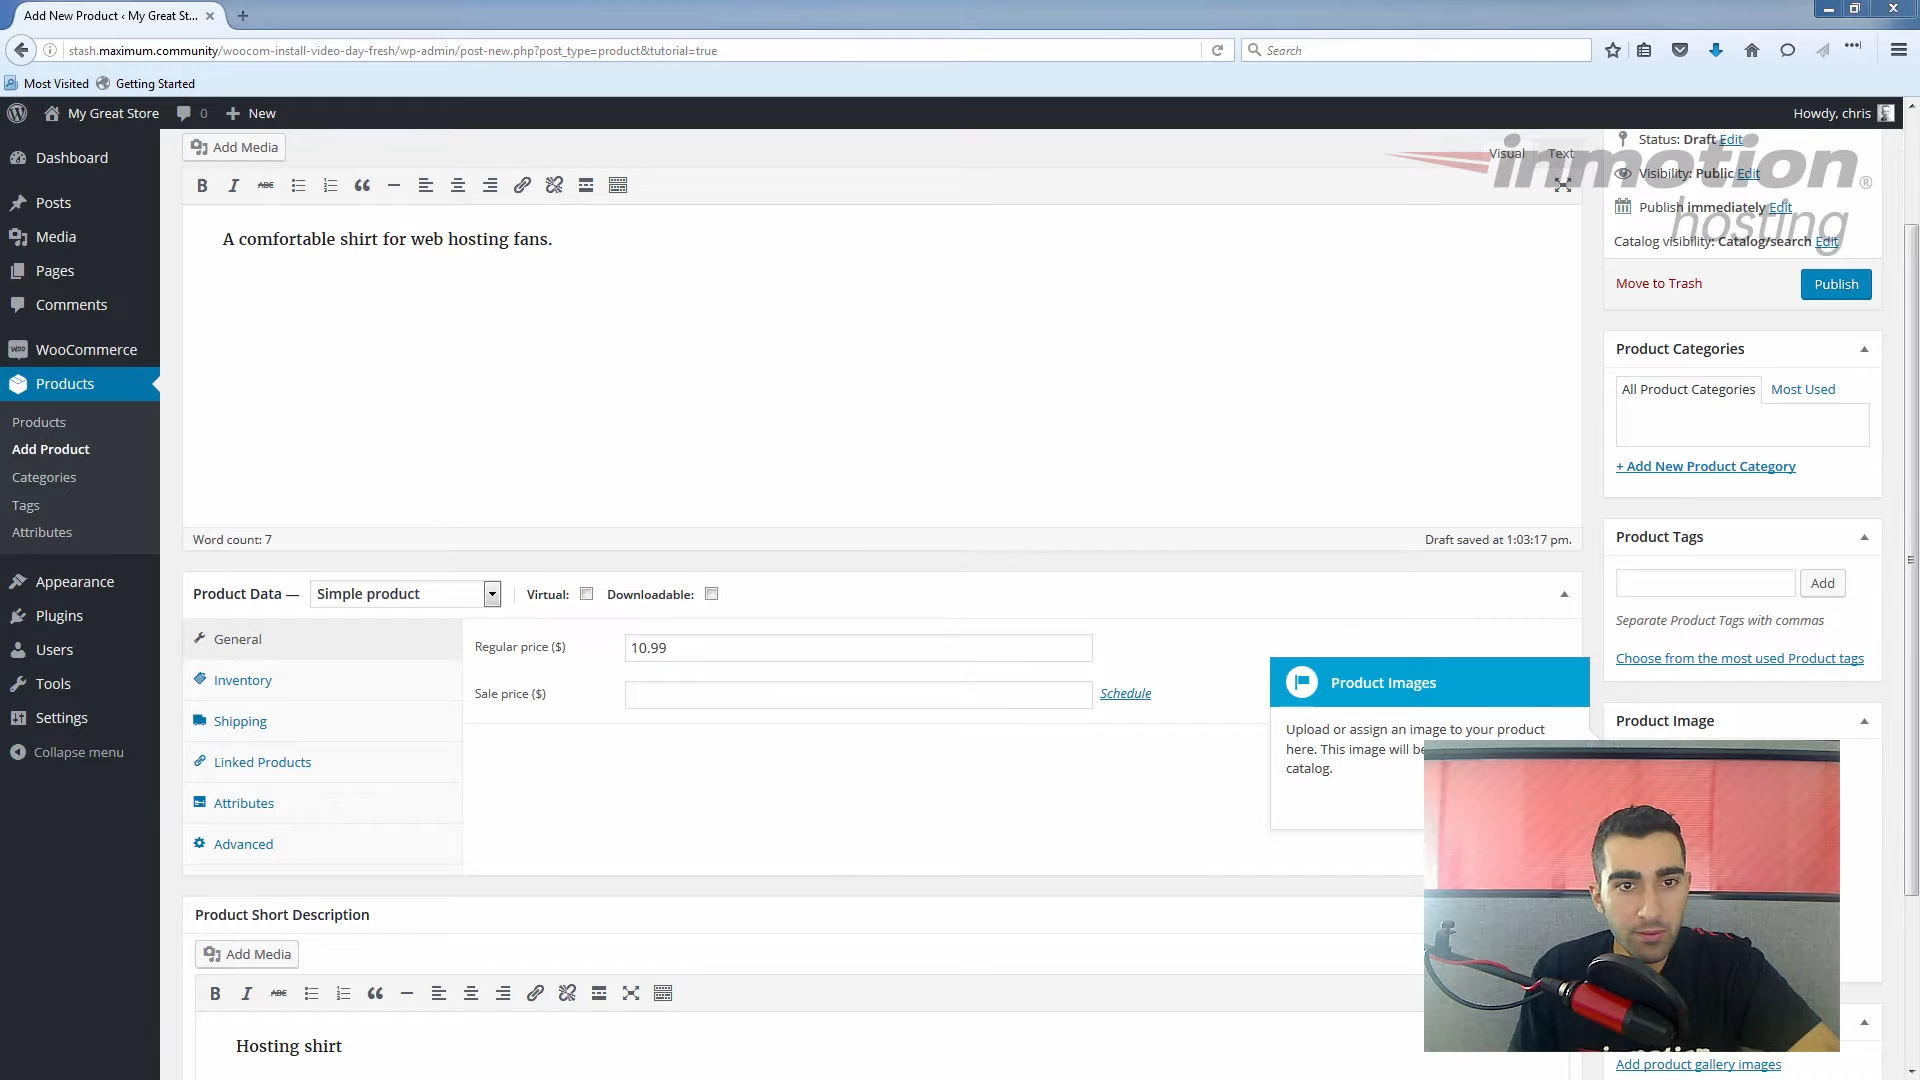 Add New Product ‹ My Great St...
stash.maximum.community/woocom-install-video-day-fresh/wp-admin/post-new.php?post_type=product&tutorial=true
Search
Most Visited
Getting Started
My Great Store
0
New
Howdy, chris
Dashboard
Posts
Media
Pages
Comments
WooCommerce
Products
Products
Add Product
Categories
Tags
Attributes
Appearance
Plugins
Users
Tools
Settings
Collapse menu
Add Media
Visual
Text
B I ABC
A comfortable shirt for web hosting fans.
Word count: 7
Draft saved at 1:03:17 pm.
Product Data — Simple product
Virtual:
Downloadable:
General
Inventory
Shipping
Linked Products
Attributes
Advanced
Regular price ($)
10.99
Sale price ($)
Schedule
Product Images
Upload or assign an image to your product
here. This image will be
catalog.
Product Short Description
Add Media
B I ABC
Hosting shirt
Status: Draft Edit
Visibility: Public Edit
Publish immediately Edit
Catalog visibility: Catalog/search Edit
inmotion
hosting
®
Move to Trash
Publish
Product Categories
All Product Categories
Most Used
+ Add New Product Category
Product Tags
Add
Separate Product Tags with commas
Choose from the most used Product tags
Product Image
Add product gallery images